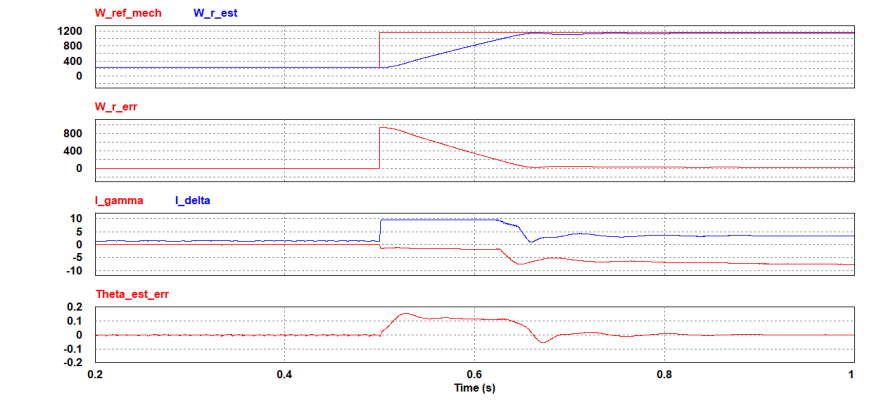 W_ref_mech W_r_est
1200
800
400
0
W_r_err
800
400
0
I_gamma I_delta
10
5
0
-5
-10
Theta_est_err
0.2
0.1
0
-0.1
-0.2
0.2 0.4 0.6 0.8 1
Time (s)